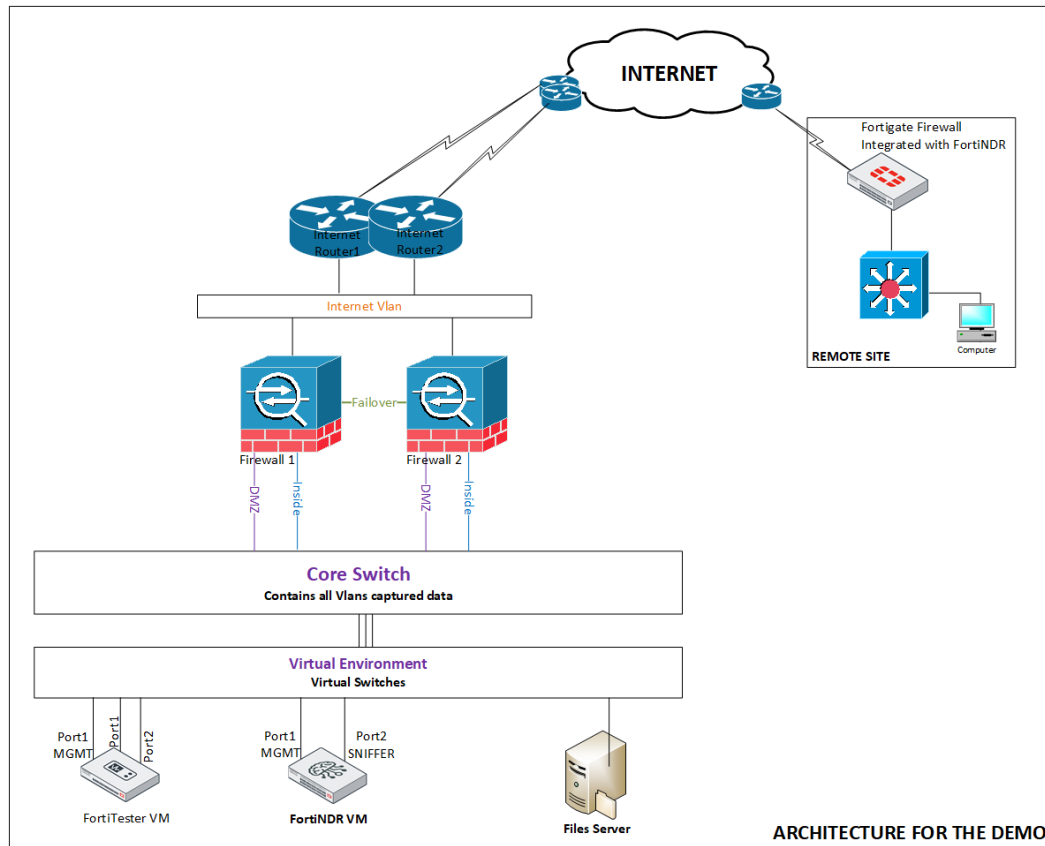 INTERNET
Fortigate Firewall
Integrated with FortiNDR
Internet
Router1
Internet
Router2
Internet Vlan
Computer
REMOTE SITE
Failover
Firewall 1
Firewall 2
DMZ
Inside
DMZ
Inside
Core Switch
Contains all Vlans captured data
Virtual Environment
Virtual Switches
Port1
MGMT
Port1
Port2
Port1
MGMT
Port2
SNIFFER
FortiTester VM
FortiNDR VM
Files Server
ARCHITECTURE FOR THE DEMO